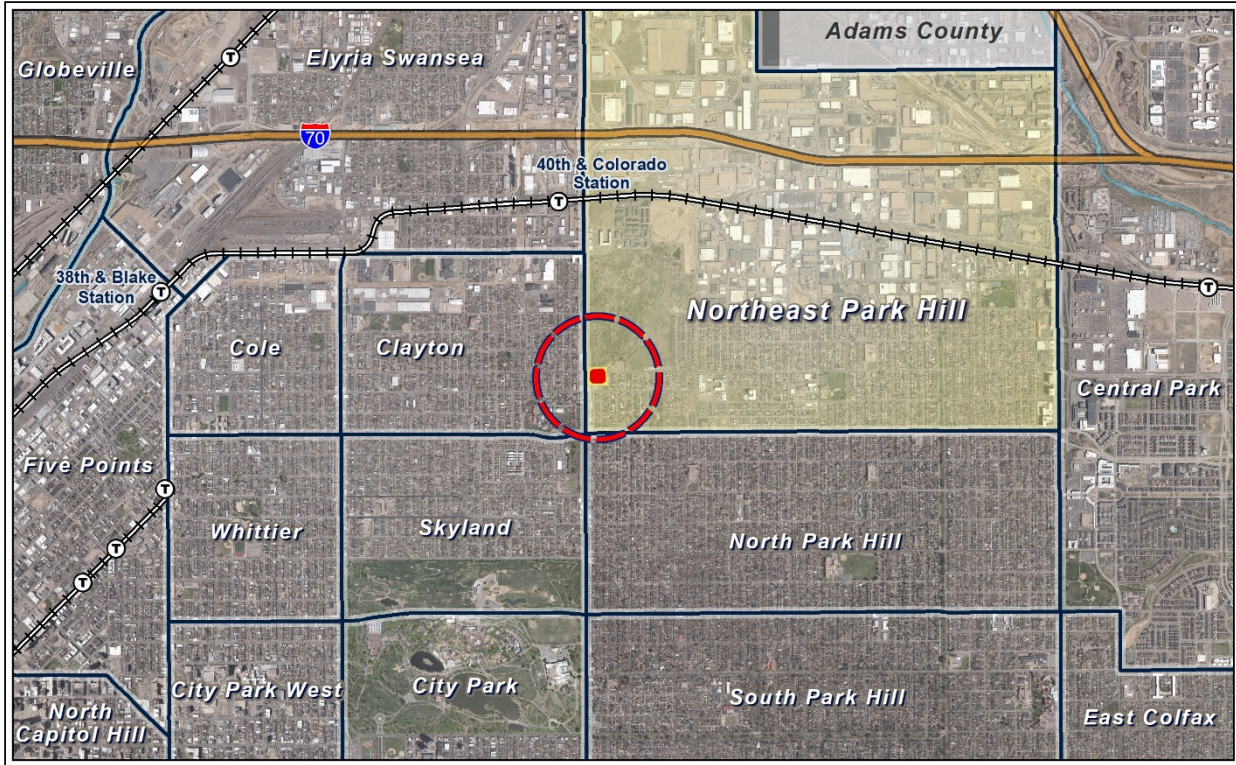 Adams County
Globeville
Elyria Swansea
70
40th & Colorado
Station
T
T
38th & Blake
Station
T
T
Northeast Park Hill
Cole
Clayton
Central Park
Five Points
T
Whittier
Skyland
North Park Hill
T
T
City Park West
City Park
South Park Hill
North
Capitol Hill
East Colfax